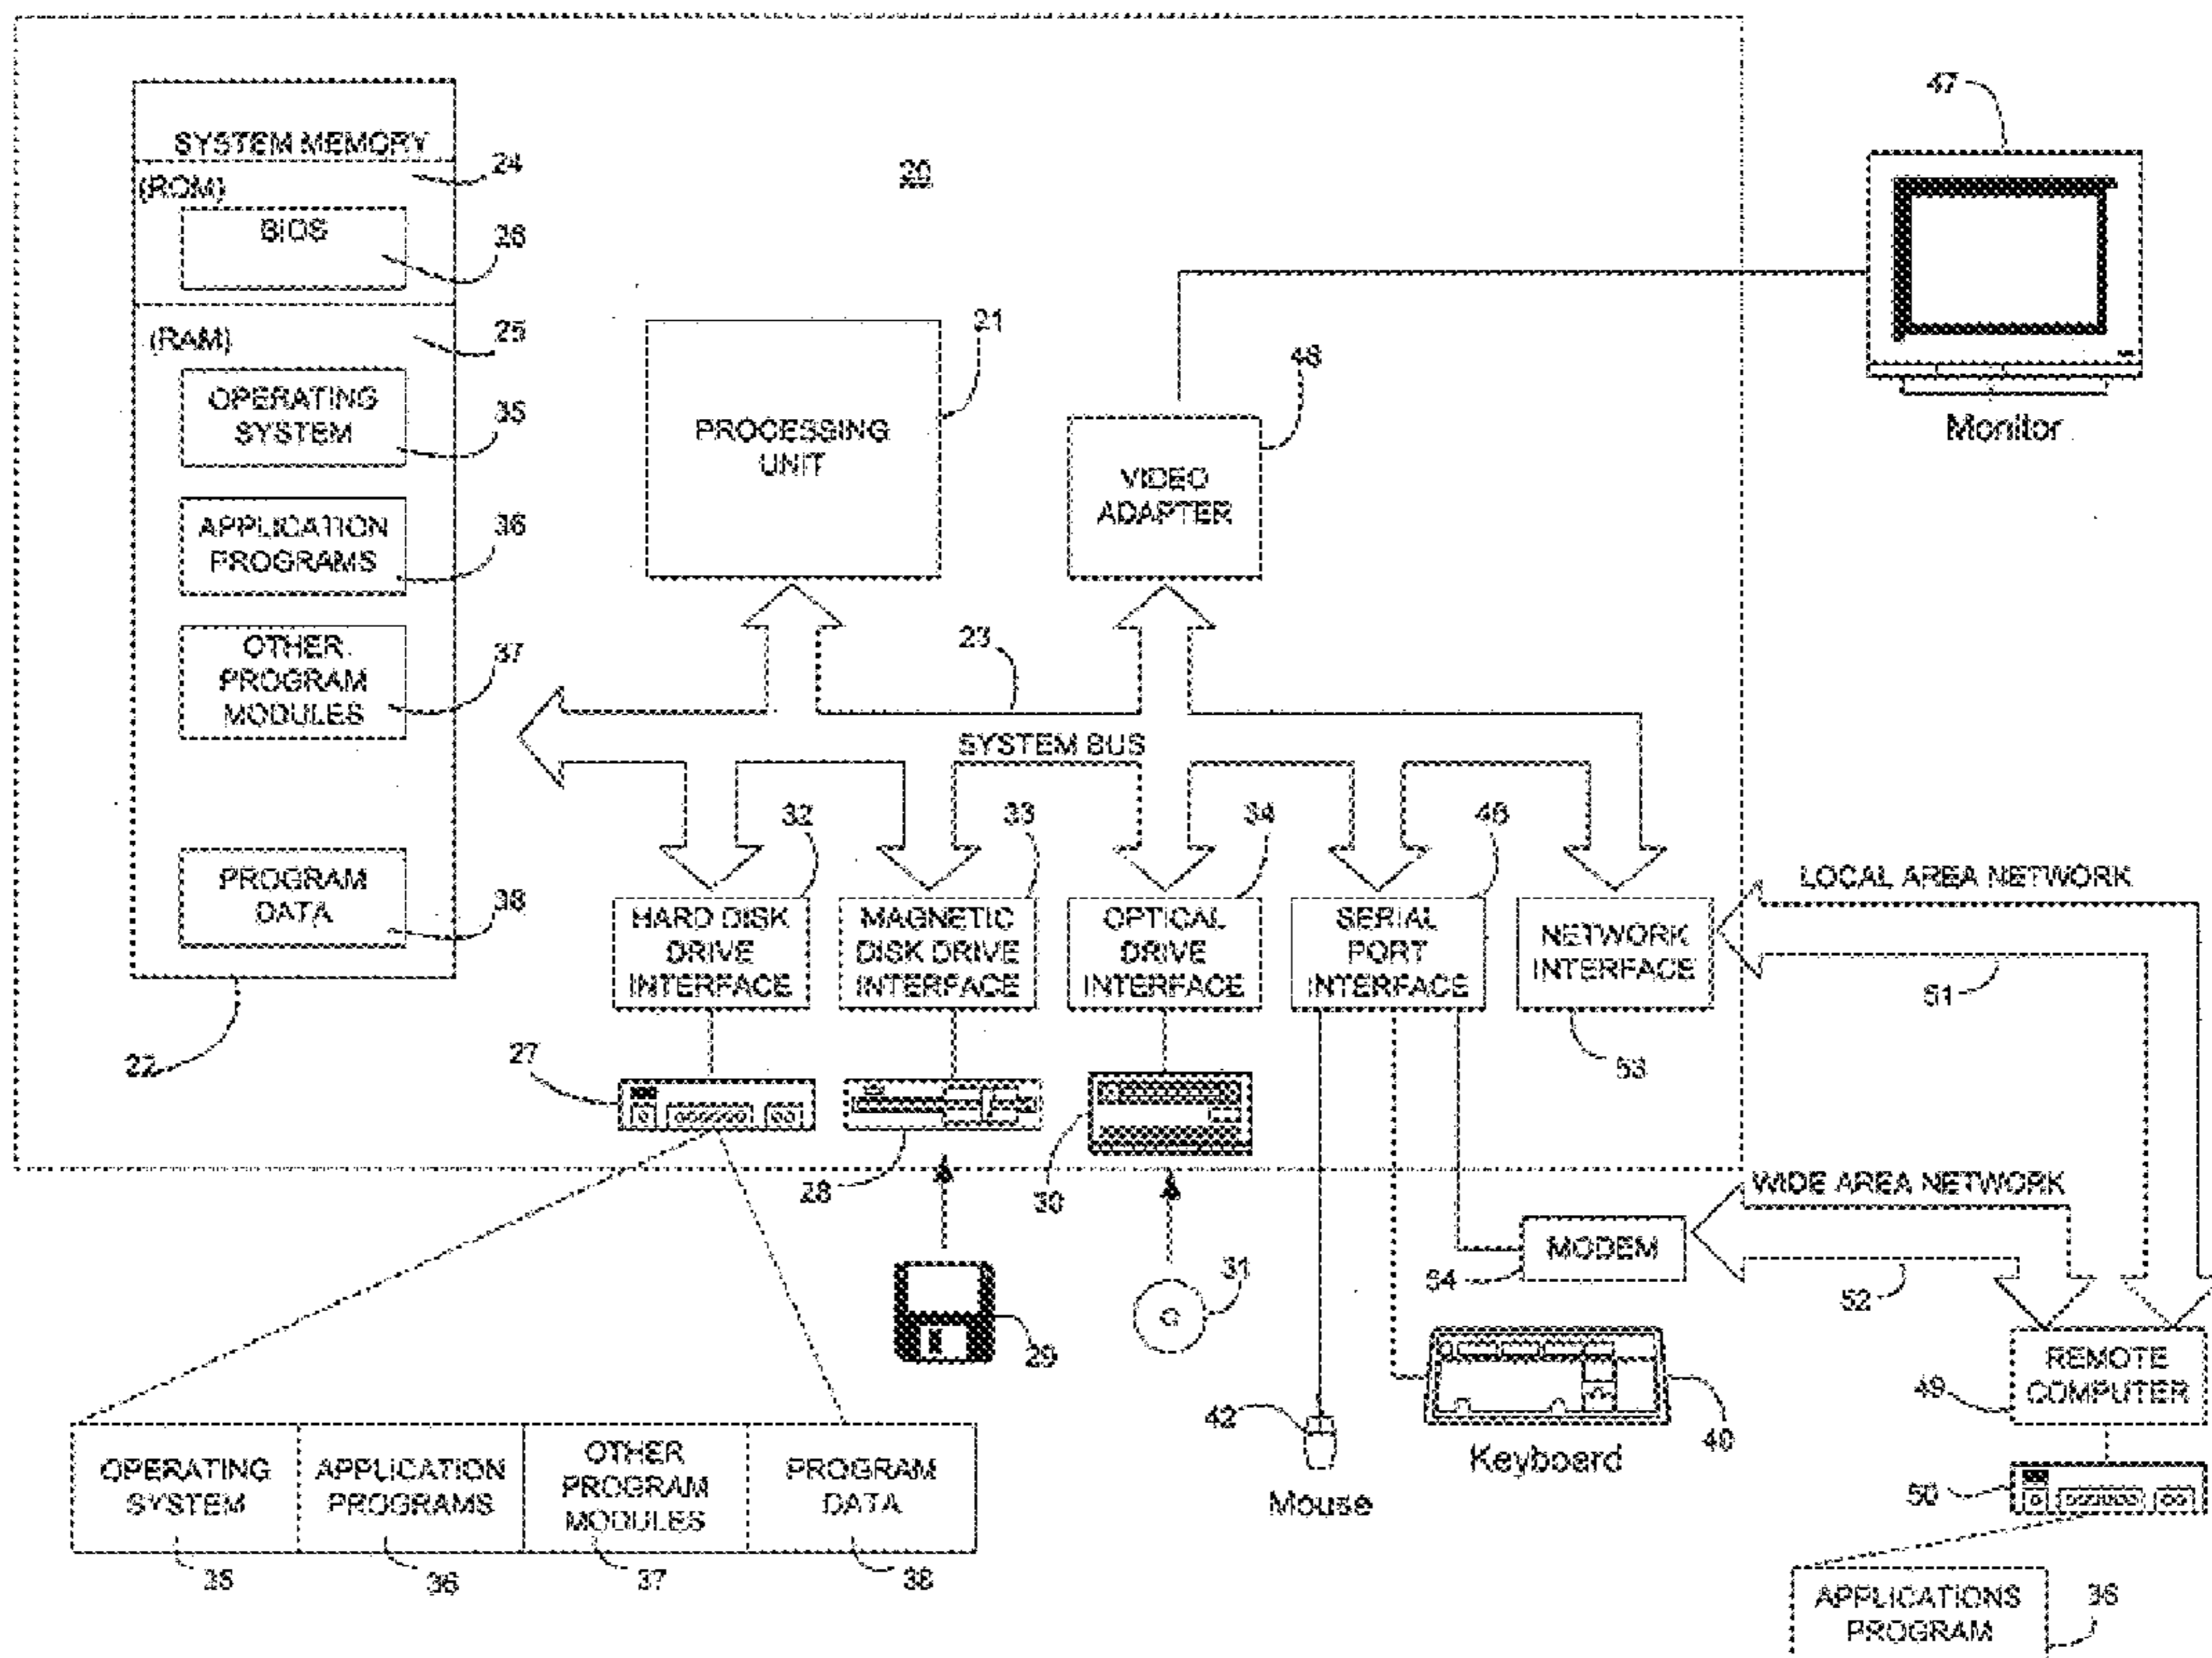 SYSTEM MEMORY
24
(ROM)
BIOS
26
(RAM)
25
OPERATING
SYSTEM
35
APPLICATION
PROGRAMS
36
OTHER
PROGRAM
MODULES
37
PROGRAM
DATA
38
22
20
PROCESSING
UNIT
21
VIDEO
ADAPTER
48
47
Monitor
23
SYSTEM BUS
32
HARD DISK
DRIVE
INTERFACE
33
MAGNETIC
DISK DRIVE
INTERFACE
34
OPTICAL
DRIVE
INTERFACE
46
SERIAL
PORT
INTERFACE
NETWORK
INTERFACE
53
LOCAL AREA NETWORK
51
27
28
30
29
31
WIDE AREA NETWORK
MODEM
54
52
42
Mouse
40
Keyboard
REMOTE
COMPUTER
49
50
OPERATING
SYSTEM
35
APPLICATION
PROGRAMS
36
OTHER
PROGRAM
MODULES
37
PROGRAM
DATA
38
APPLICATIONS
PROGRAM
36